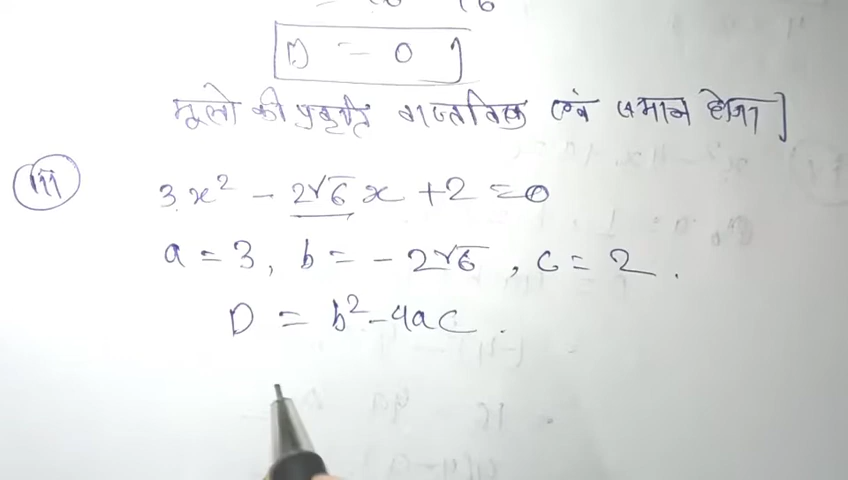 D = 0
मूलो की प्रकृति वास्तविक एवं समान होगा]
(iii) 3x² - 2√6 x + 2 = 0
a = 3, b = - 2√6 , c = 2 .
D = b² - 4ac .